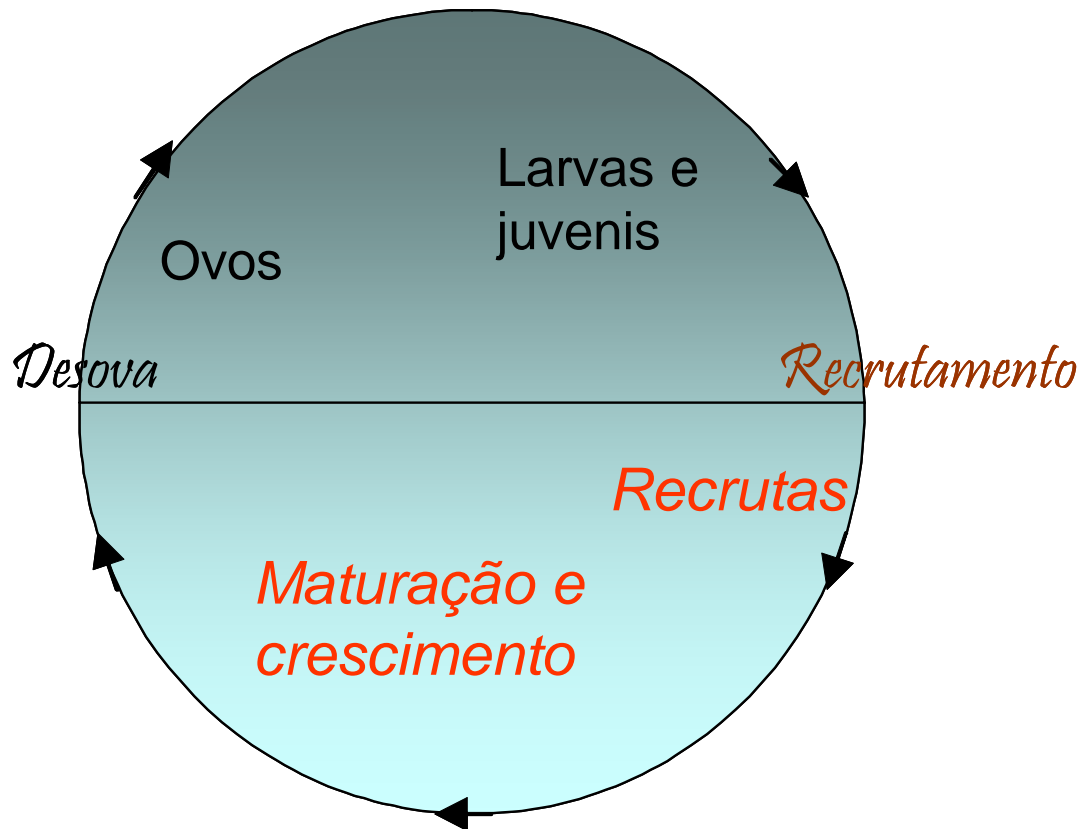 Larvas e
juvenis
Ovos
Desova
Recrutamento
Recrutas
Maturação e
crescimento